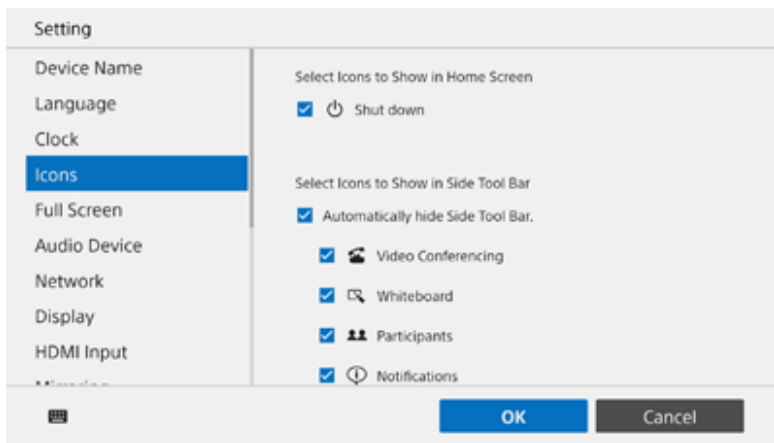 Setting
Device Name
Language
Clock
Icons
Full Screen
Audio Device
Network
Display
HDMI Input
Select Icons to Show in Home Screen
Shut down
Select Icons to Show in Side Tool Bar
Automatically hide Side Tool Bar.
Video Conferencing
Whiteboard
Participants
Notifications
OK
Cancel